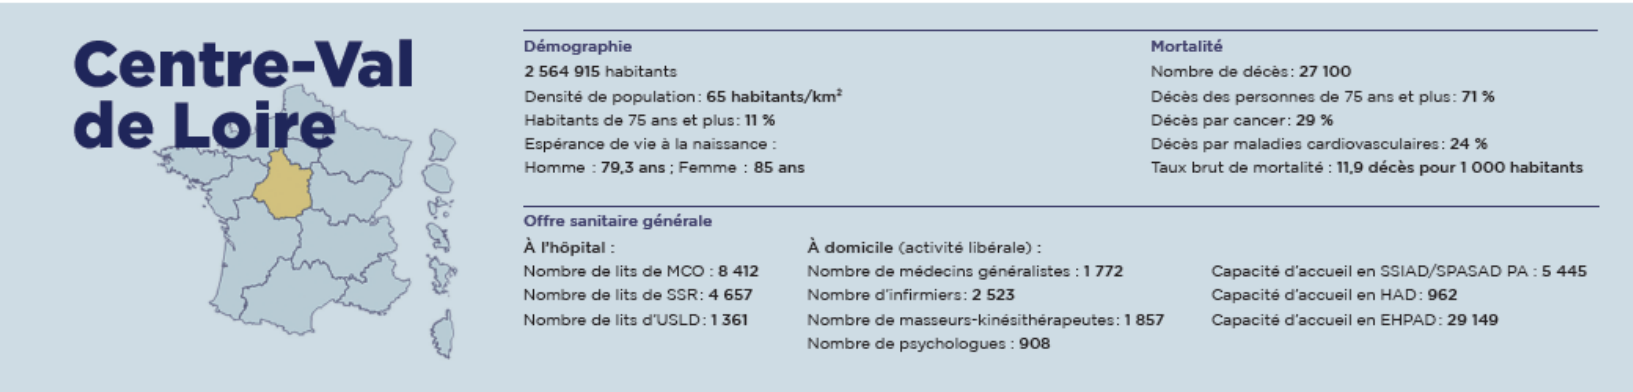 Centre-Val
de Loire
Démographie
2 564 915 habitants
Densité de population : 65 habitants/km²
Habitants de 75 ans et plus : 11 %
Espérance de vie à la naissance :
Homme : 79,3 ans ; Femme : 85 ans
Mortalité
Nombre de décès : 27 100
Décès des personnes de 75 ans et plus : 71 %
Décès par cancer : 29 %
Décès par maladies cardiovasculaires : 24 %
Taux brut de mortalité : 11,9 décès pour 1 000 habitants
Offre sanitaire générale
À l'hôpital :
Nombre de lits de MCO : 8 412
Nombre de lits de SSR : 4 657
Nombre de lits d'USLD : 1 361
À domicile (activité libérale) :
Nombre de médecins généralistes : 1 772
Nombre d'infirmiers : 2 523
Nombre de masseurs-kinésithérapeutes : 1 857
Nombre de psychologues : 908
Capacité d'accueil en SSIAD/SPASAD PA : 5 445
Capacité d'accueil en HAD : 962
Capacité d'accueil en EHPAD : 29 149